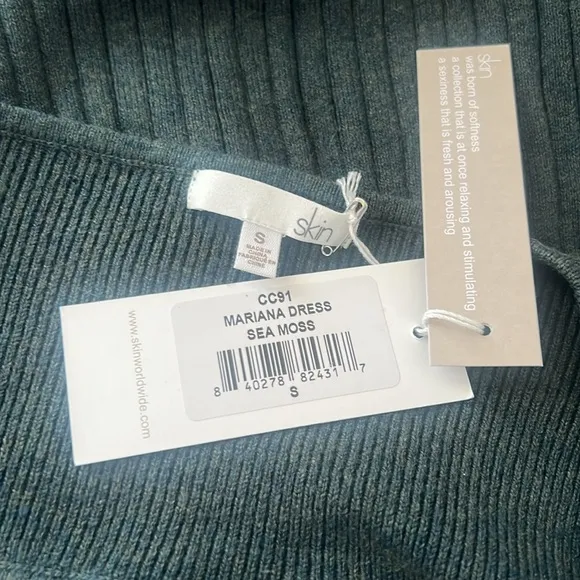 skin
was born of softness
a collection that is at once relaxing and stimulating
a sexiness that is fresh and arousing
skin
S
MADE IN
CHINA
FABRIQUÉ EN
CHINE
www.skinworldwide.com
CC91
MARIANA DRESS
SEA MOSS
8 40278 82431 7
S